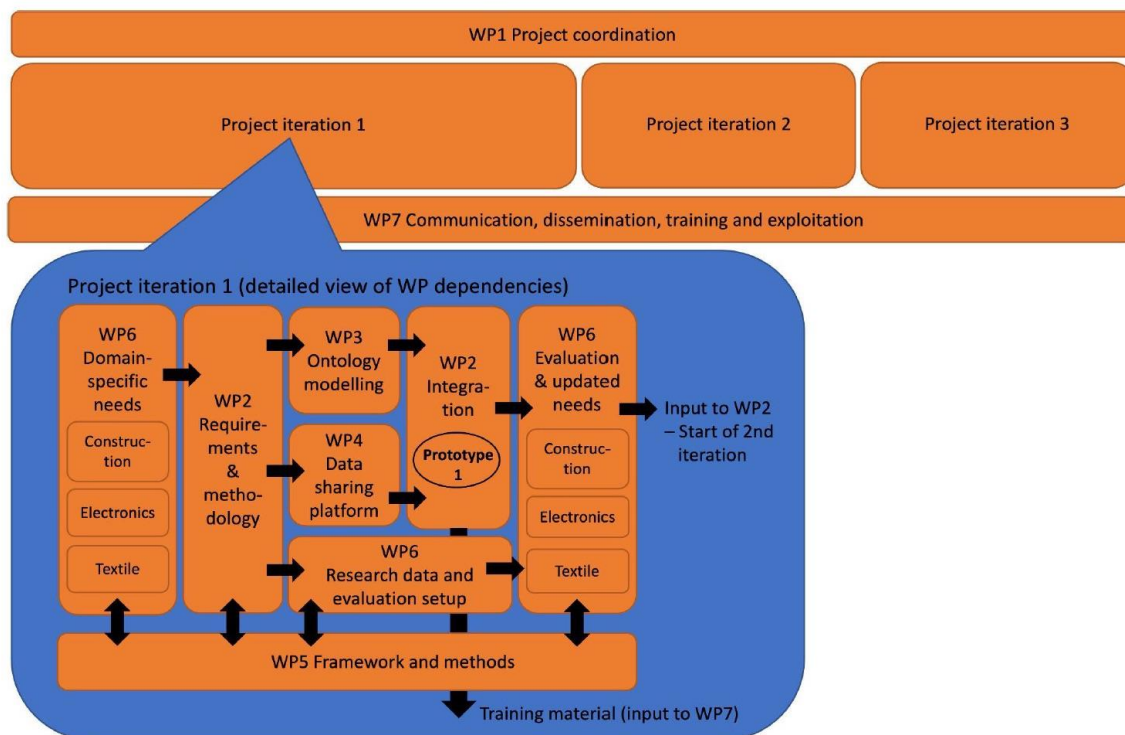 WP1 Project coordination
Project iteration 1
Project iteration 2
Project iteration 3
WP7 Communication, dissemination, training and exploitation
Project iteration 1 (detailed view of WP dependencies)
WP6
Domain-
specific
needs
Construc-
tion
Electronics
Textile
WP2
Require-
ments
&
metho-
dology
WP3
Ontology
modelling
WP4
Data
sharing
platform
WP2
Integra-
tion
Prototype
1
WP6
Research data and
evaluation setup
WP6
Evaluation
& updated
needs
Construc-
tion
Electronics
Textile
Input to WP2
– Start of 2nd
iteration
WP5 Framework and methods
Training material (input to WP7)